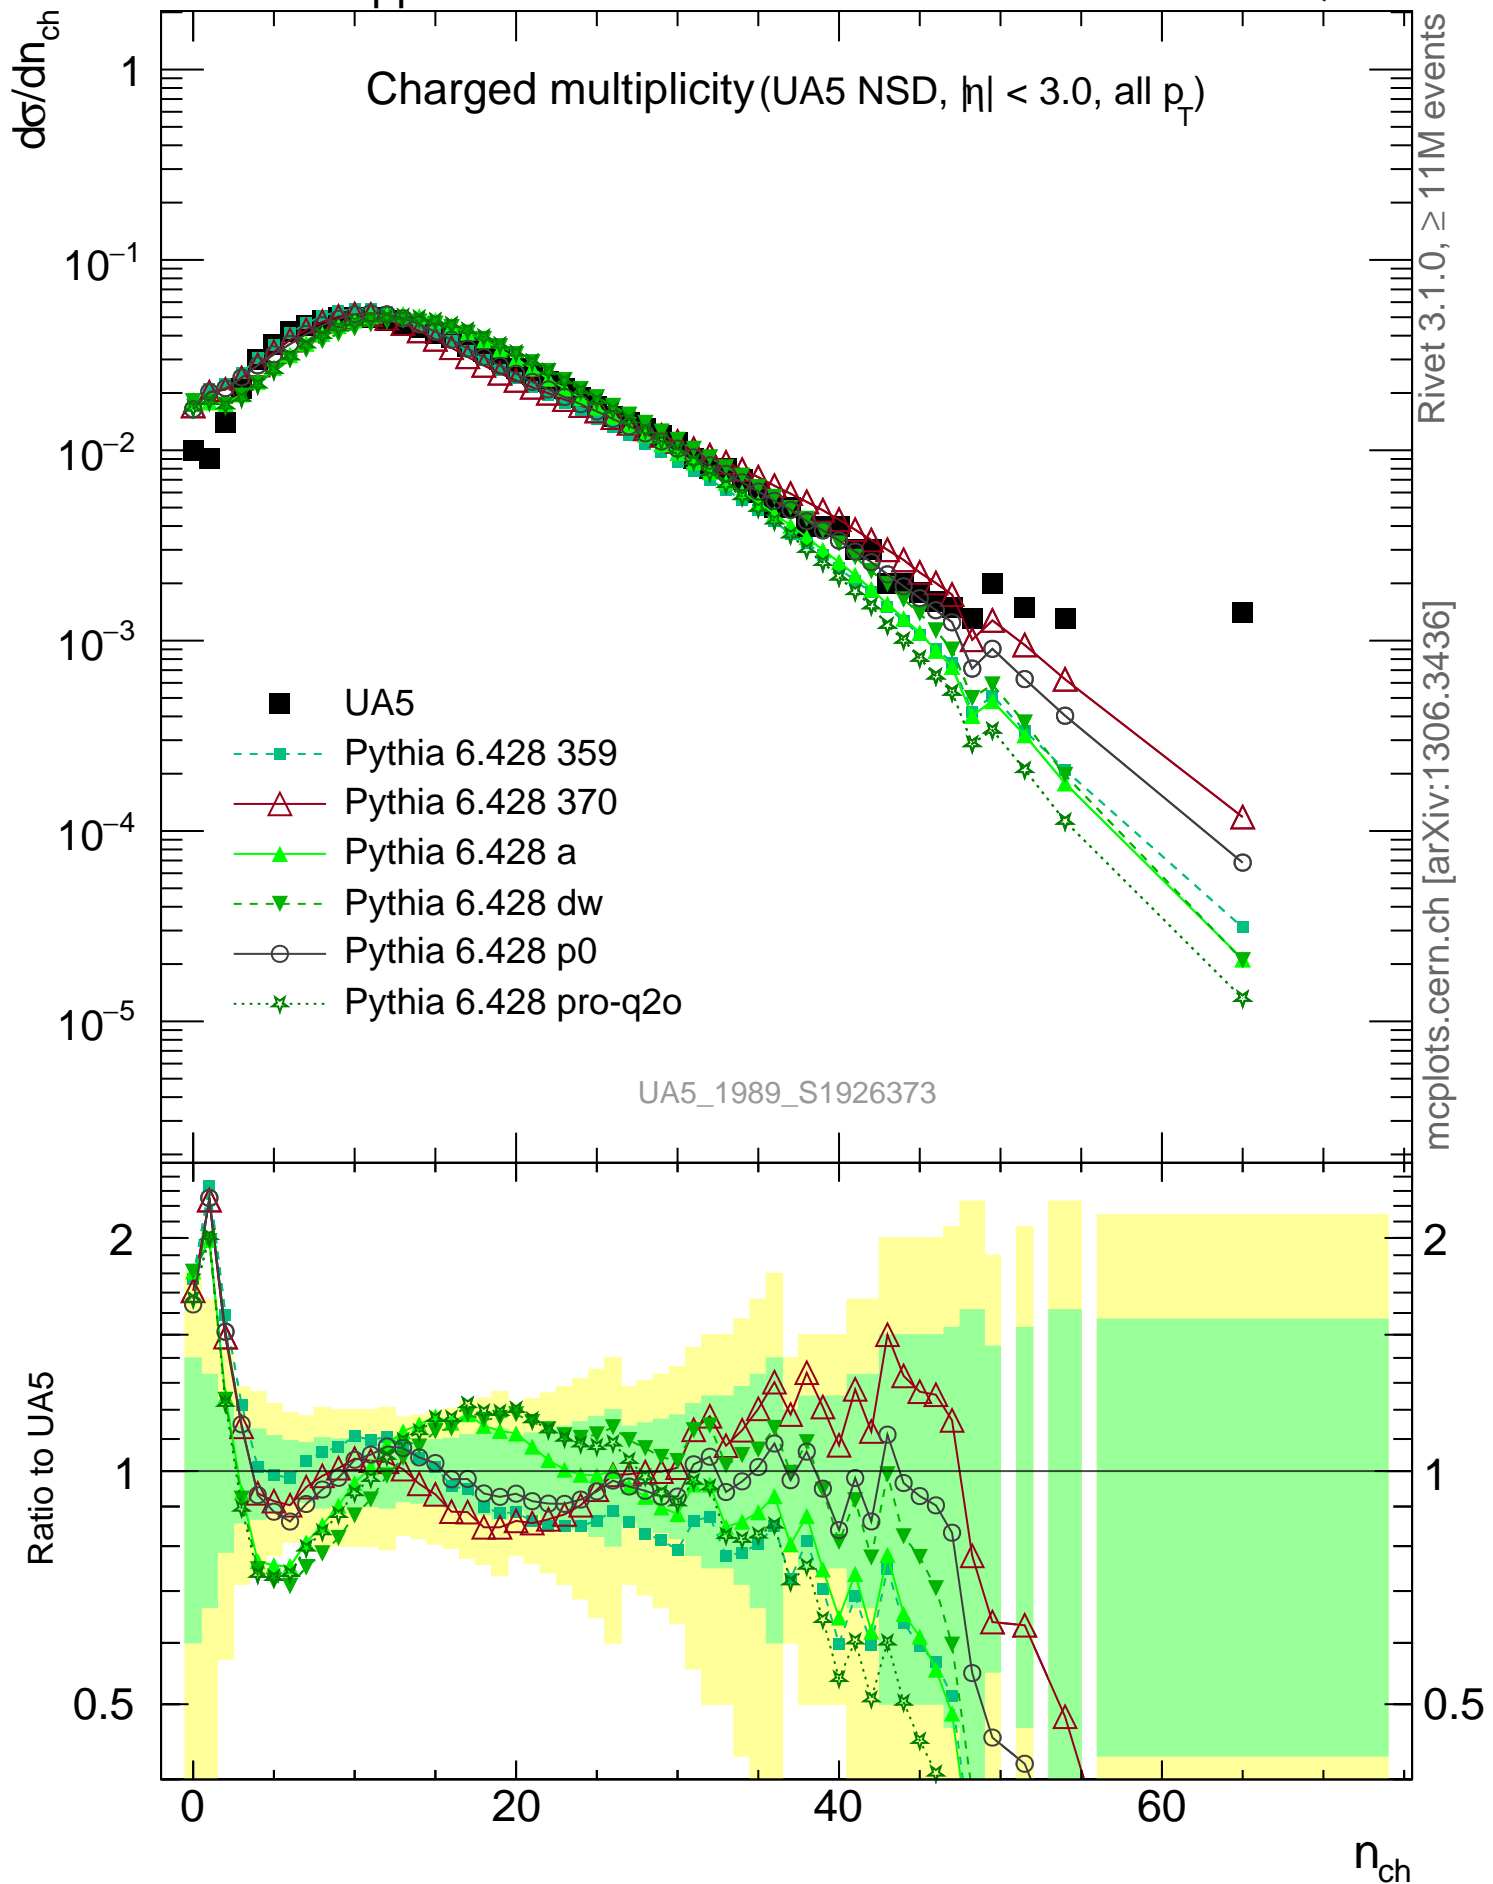 pp
dσ/dn_ch
Charged multiplicity (UA5 NSD, |η| < 3.0, all p_T)
1
10^−1
10^−2
10^−3
10^−4
10^−5
UA5
Pythia 6.428 359
Pythia 6.428 370
Pythia 6.428 a
Pythia 6.428 dw
Pythia 6.428 p0
Pythia 6.428 pro-q2o
UA5_1989_S1926373
Rivet 3.1.0, ≥ 11M events
mcplots.cern.ch [arXiv:1306.3436]
Ratio to UA5
2
1
0.5
2
1
0.5
0 20 40 60
n_ch